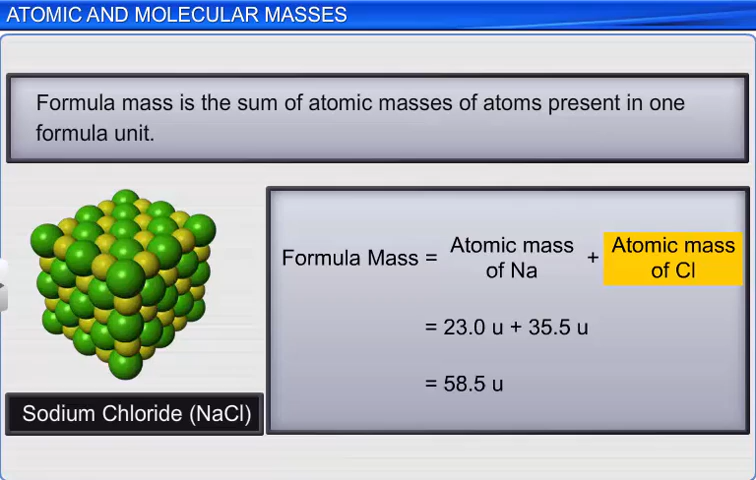 ATOMIC AND MOLECULAR MASSES
Formula mass is the sum of atomic masses of atoms present in one
formula unit.
Formula Mass = Atomic mass of Na + Atomic mass of Cl
= 23.0 u + 35.5 u
= 58.5 u
Sodium Chloride (NaCl)